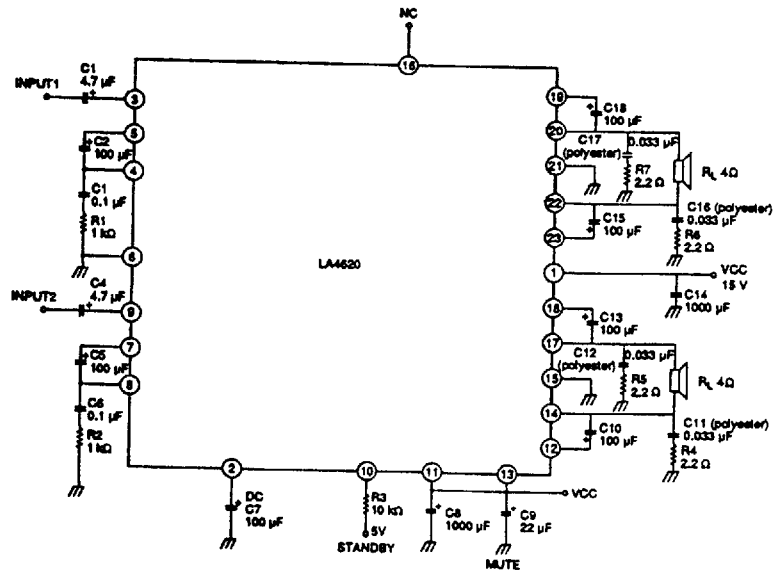 NC
16
INPUT1
C1
4.7 µF
3
5
C2
100 µF
4
C1
0.1 µF
R1
1 kΩ
6
INPUT2
C4
4.7 µF
9
7
C5
100 µF
8
C6
0.1 µF
R2
1 kΩ
LA4620
19
C18
100 µF
20
C17
(polyester)
0.033 µF
R7
2.2 Ω
RL 4Ω
21
22
C15
100 µF
C16 (polyester)
0.033 µF
R6
2.2 Ω
23
1
VCC
15 V
C14
1000 µF
18
C13
100 µF
17
C12
(polyester)
0.033 µF
R5
2.2 Ω
RL 4Ω
15
14
C10
100 µF
C11 (polyester)
0.033 µF
R4
2.2 Ω
12
2
DC
C7
100 µF
10
R3
10 kΩ
5V
STANDBY
11
C8
1000 µF
13
VCC
C9
22 µF
MUTE